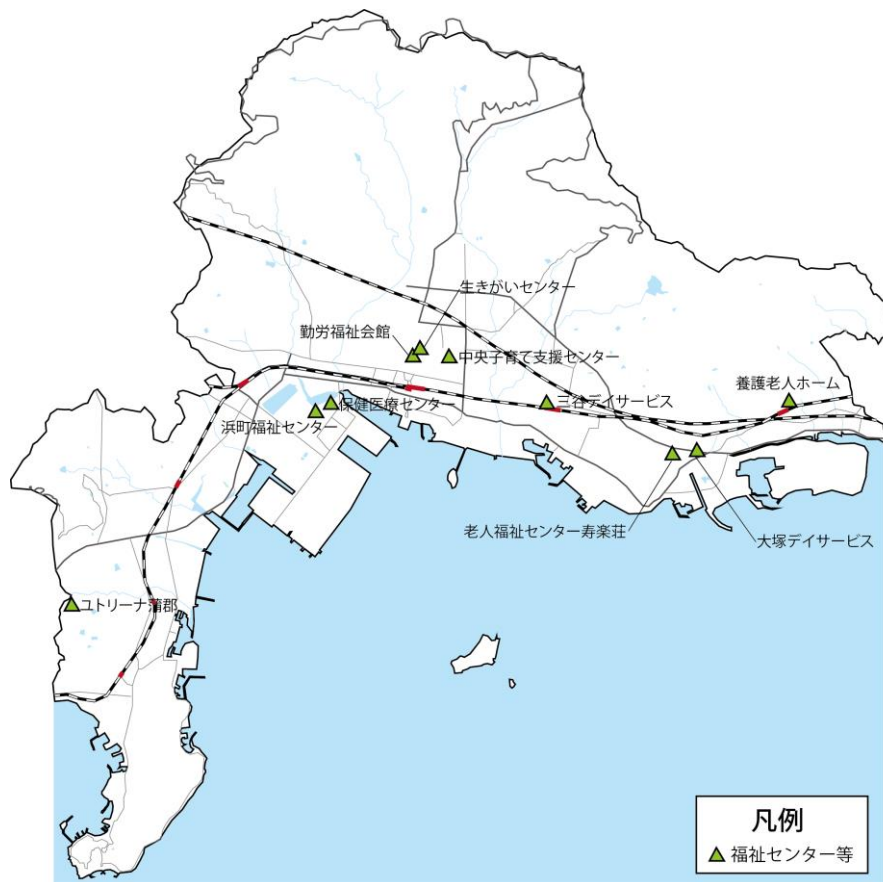 生きがいセンター
勤労福祉会館
中央子育て支援センター
養護老人ホーム
保健医療センター
三谷デイサービス
浜町福祉センター
老人福祉センター寿楽荘
大塚デイサービス
ユトリーナ蒲郡
凡例
福祉センター等